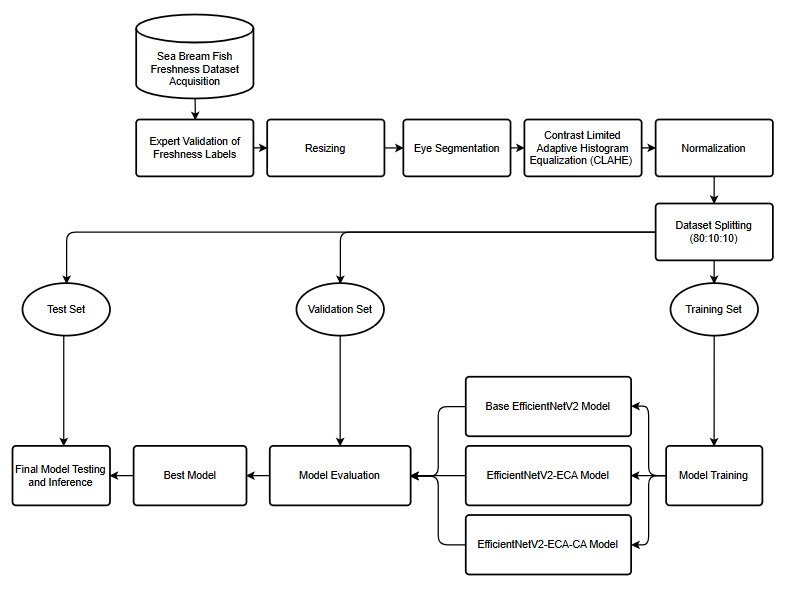 Sea Bream Fish
Freshness Dataset
Acquisition
Expert Validation of
Freshness Labels
Resizing
Eye Segmentation
Contrast Limited
Adaptive Histogram
Equalization (CLAHE)
Normalization
Dataset Splitting
(80:10:10)
Test Set
Validation Set
Training Set
Base EfficientNetV2 Model
Final Model Testing
and Inference
Best Model
Model Evaluation
EfficientNetV2-ECA Model
Model Training
EfficientNetV2-ECA-CA Model